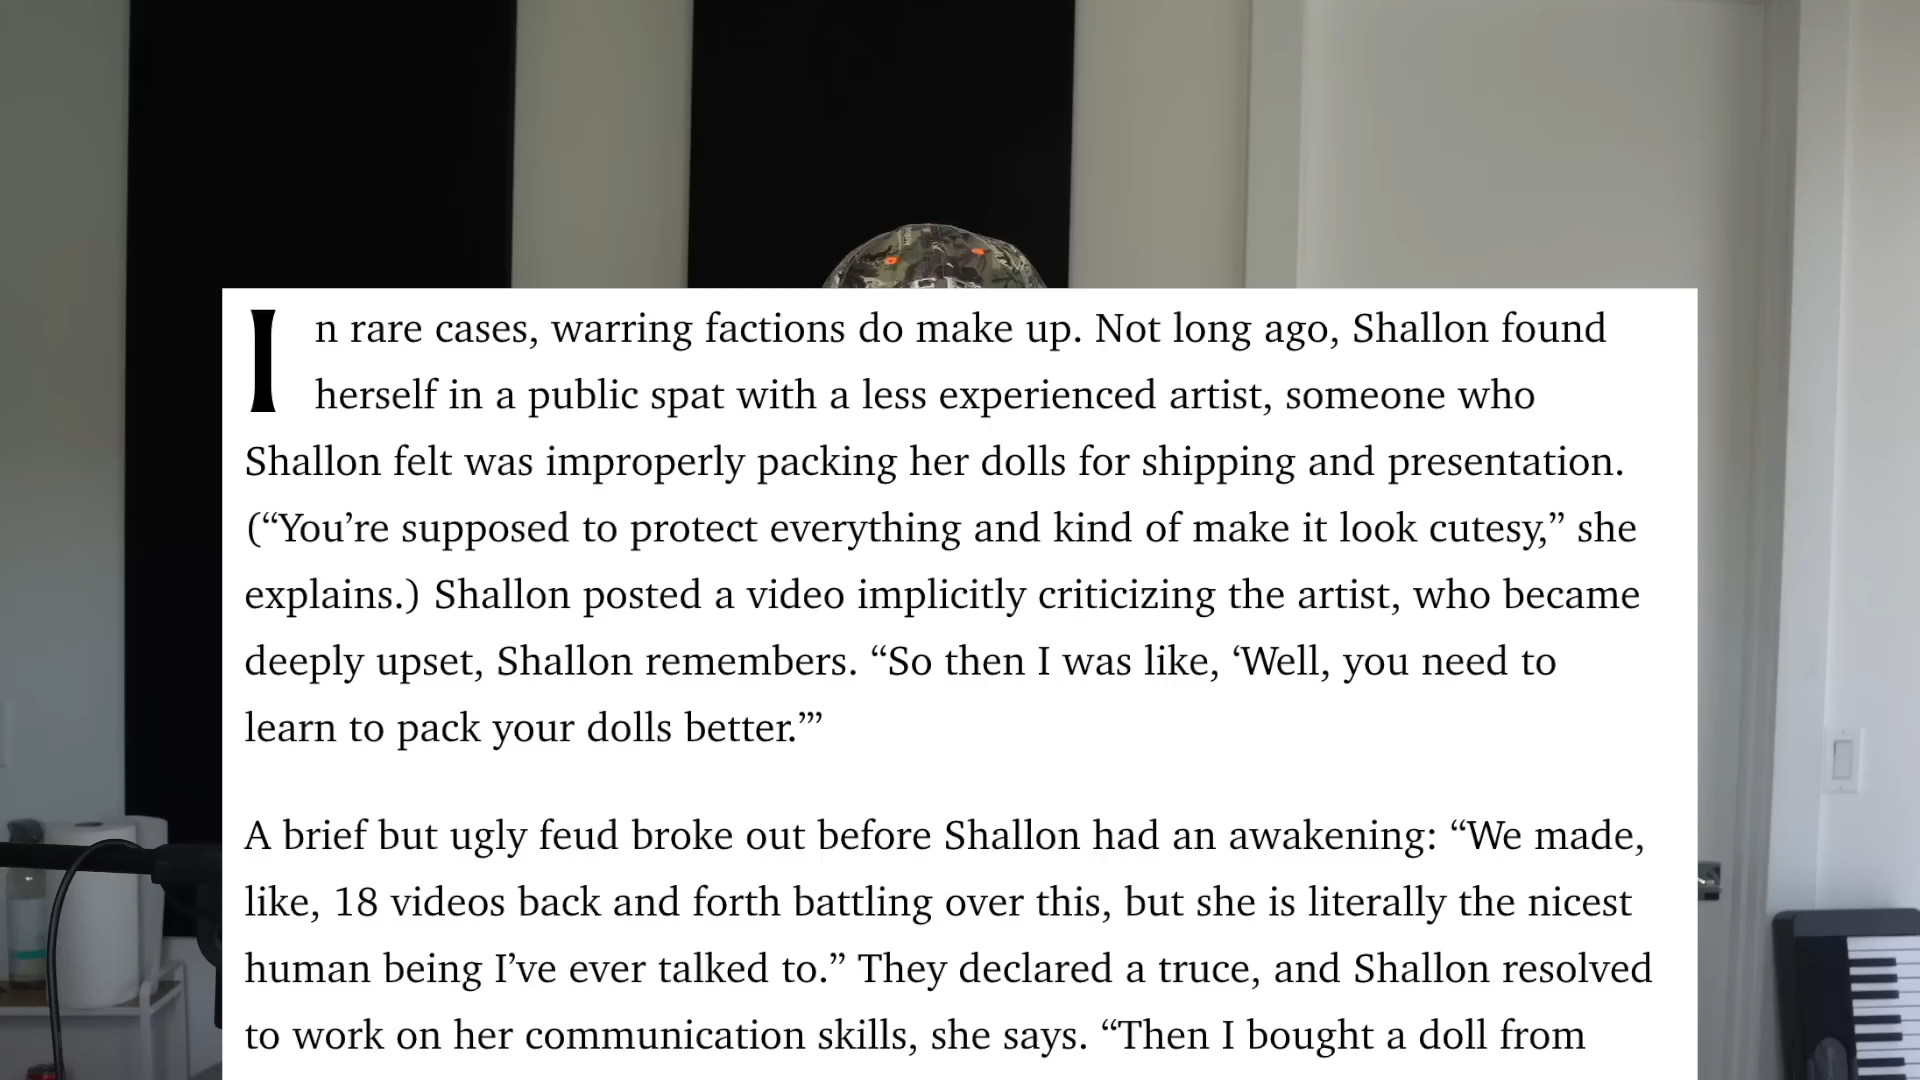 In rare cases, warring factions do make up. Not long ago, Shallon found
herself in a public spat with a less experienced artist, someone who
Shallon felt was improperly packing her dolls for shipping and presentation.
(“You’re supposed to protect everything and kind of make it look cutesy,” she
explains.) Shallon posted a video implicitly criticizing the artist, who became
deeply upset, Shallon remembers. “So then I was like, ‘Well, you need to
learn to pack your dolls better.’”
A brief but ugly feud broke out before Shallon had an awakening: “We made,
like, 18 videos back and forth battling over this, but she is literally the nicest
human being I’ve ever talked to.” They declared a truce, and Shallon resolved
to work on her communication skills, she says. “Then I bought a doll from